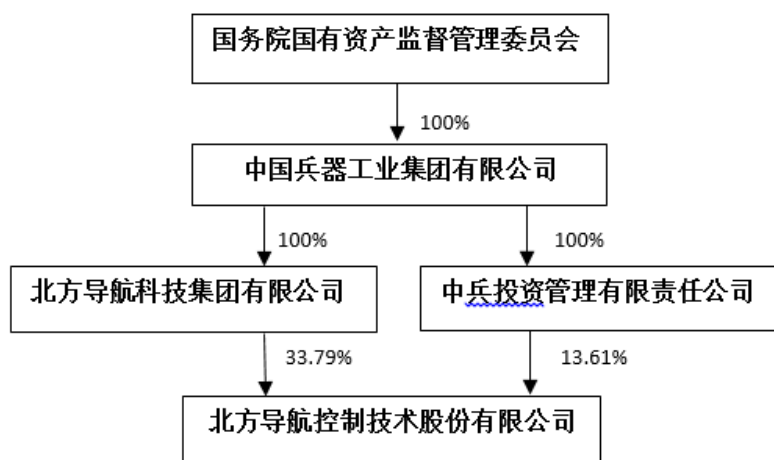 国务院国有资产监督管理委员会
100%
中国兵器工业集团有限公司
100%
100%
北方导航科技集团有限公司
中兵投资管理有限责任公司
33.79%
13.61%
北方导航控制技术股份有限公司